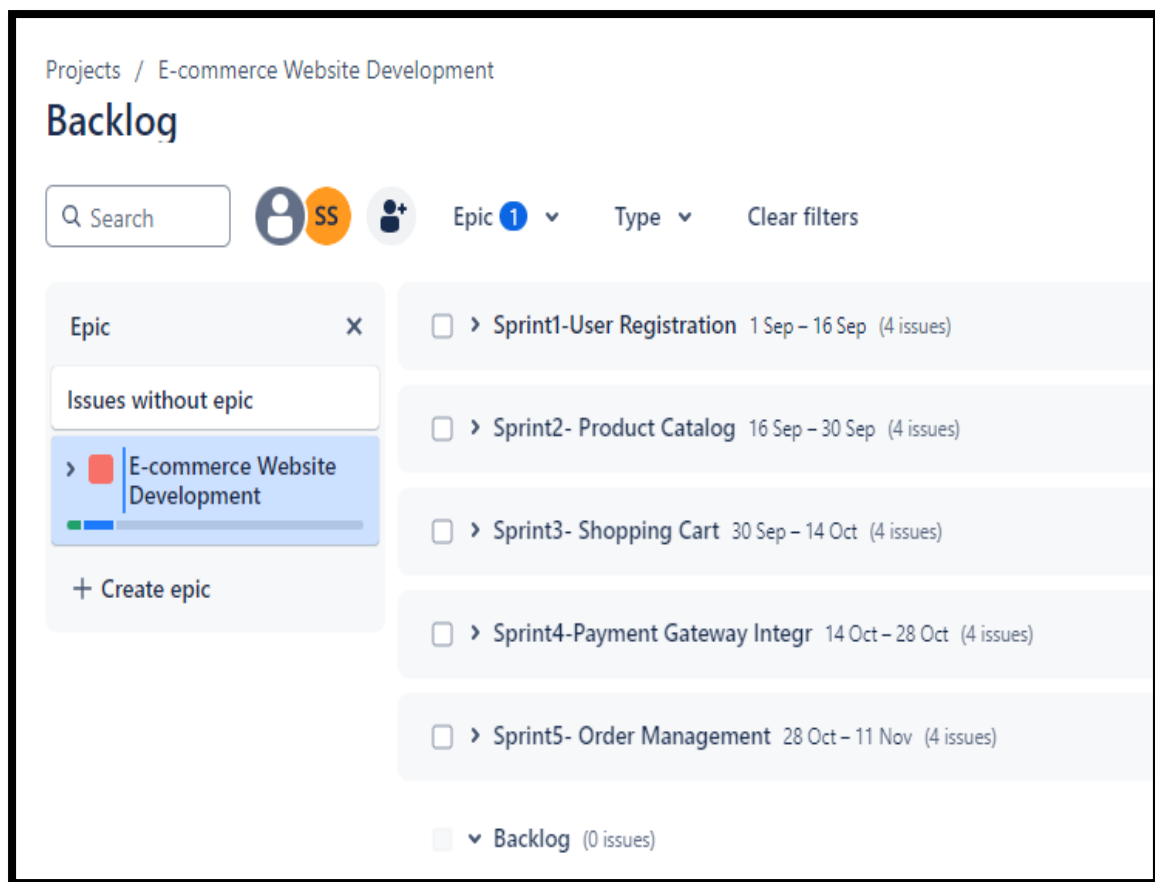 Projects / E-commerce Website Development
Backlog
Search
SS
Epic 1
Type
Clear filters
Epic
Issues without epic
E-commerce Website
Development
+ Create epic
Sprint1-User Registration 1 Sep – 16 Sep (4 issues)
Sprint2- Product Catalog 16 Sep – 30 Sep (4 issues)
Sprint3- Shopping Cart 30 Sep – 14 Oct (4 issues)
Sprint4-Payment Gateway Integr 14 Oct – 28 Oct (4 issues)
Sprint5- Order Management 28 Oct – 11 Nov (4 issues)
Backlog (0 issues)